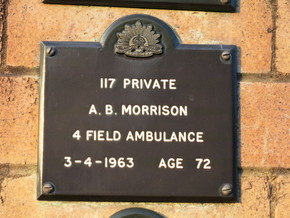 117 PRIVATE
A. B. MORRISON
4 FIELD AMBULANCE
3-4-1963 AGE 72